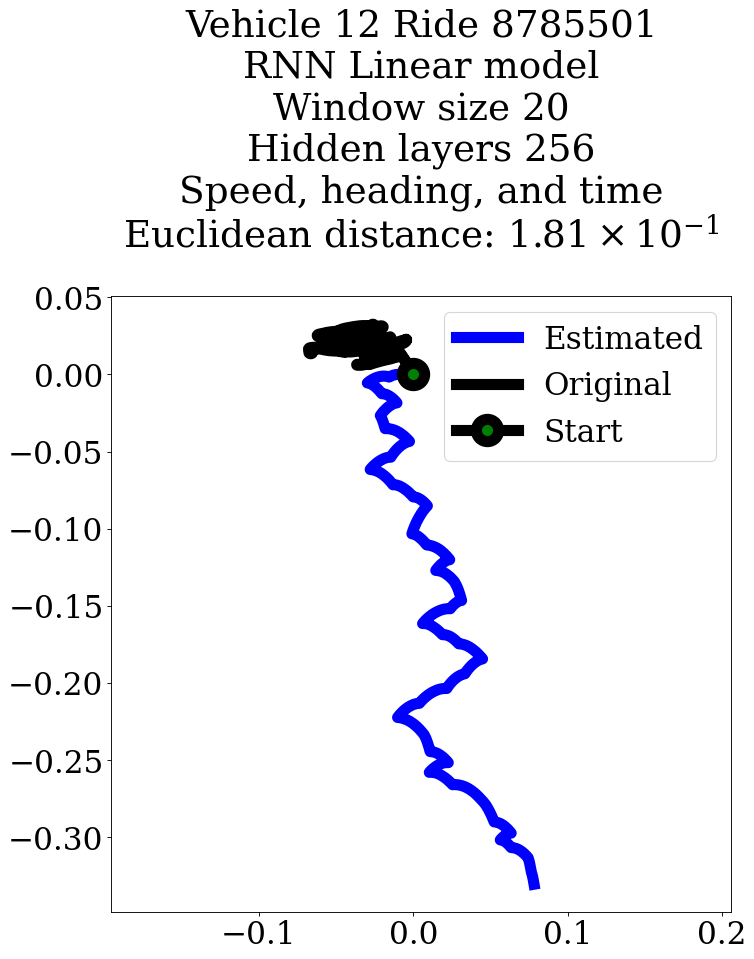 Vehicle 12 Ride 8785501
RNN Linear model
Window size 20
Hidden layers 256
Speed, heading, and time
Euclidean distance: 1.81 × 10⁻¹
0.05
0.00
−0.05
−0.10
−0.15
−0.20
−0.25
−0.30
Estimated
Original
Start
−0.1
0.0
0.1
0.2